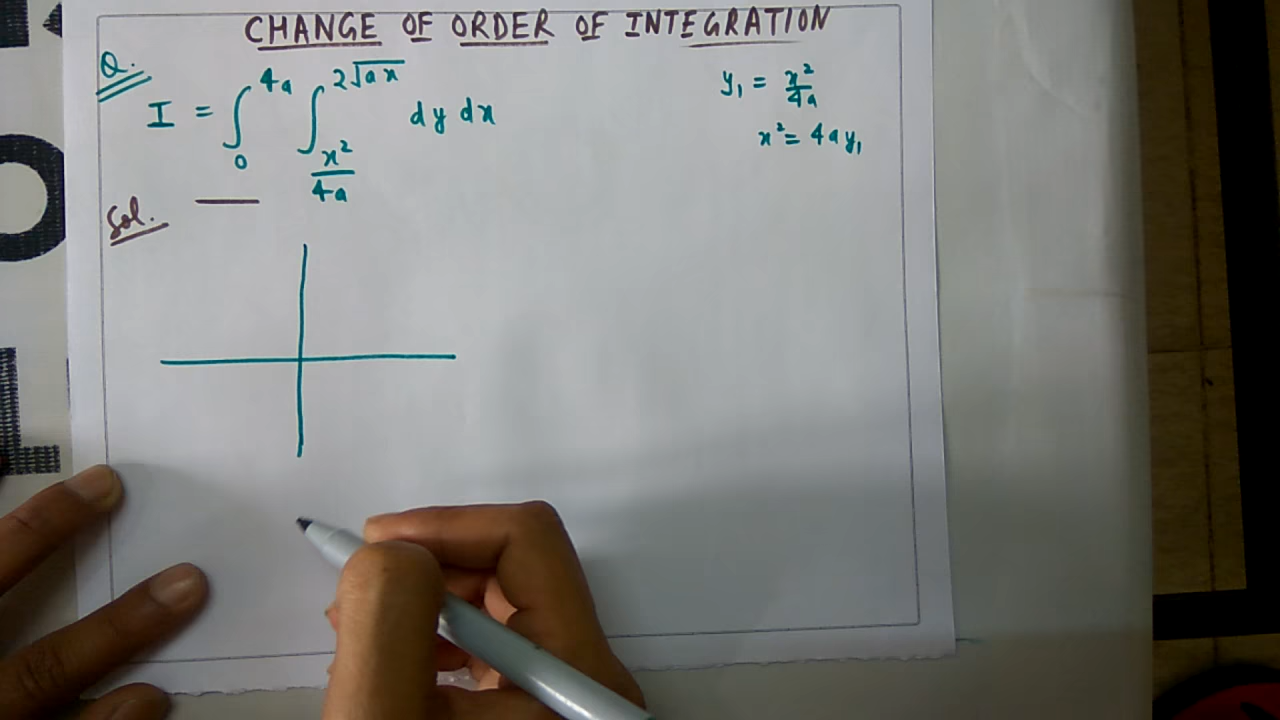 CHANGE OF ORDER OF INTEGRATION
Q.
I = ∫₀^{4a} ∫_{x²/4a}^{2√(ax)} dy dx
y₁ = x²/4a
x² = 4ay₁
Sol.